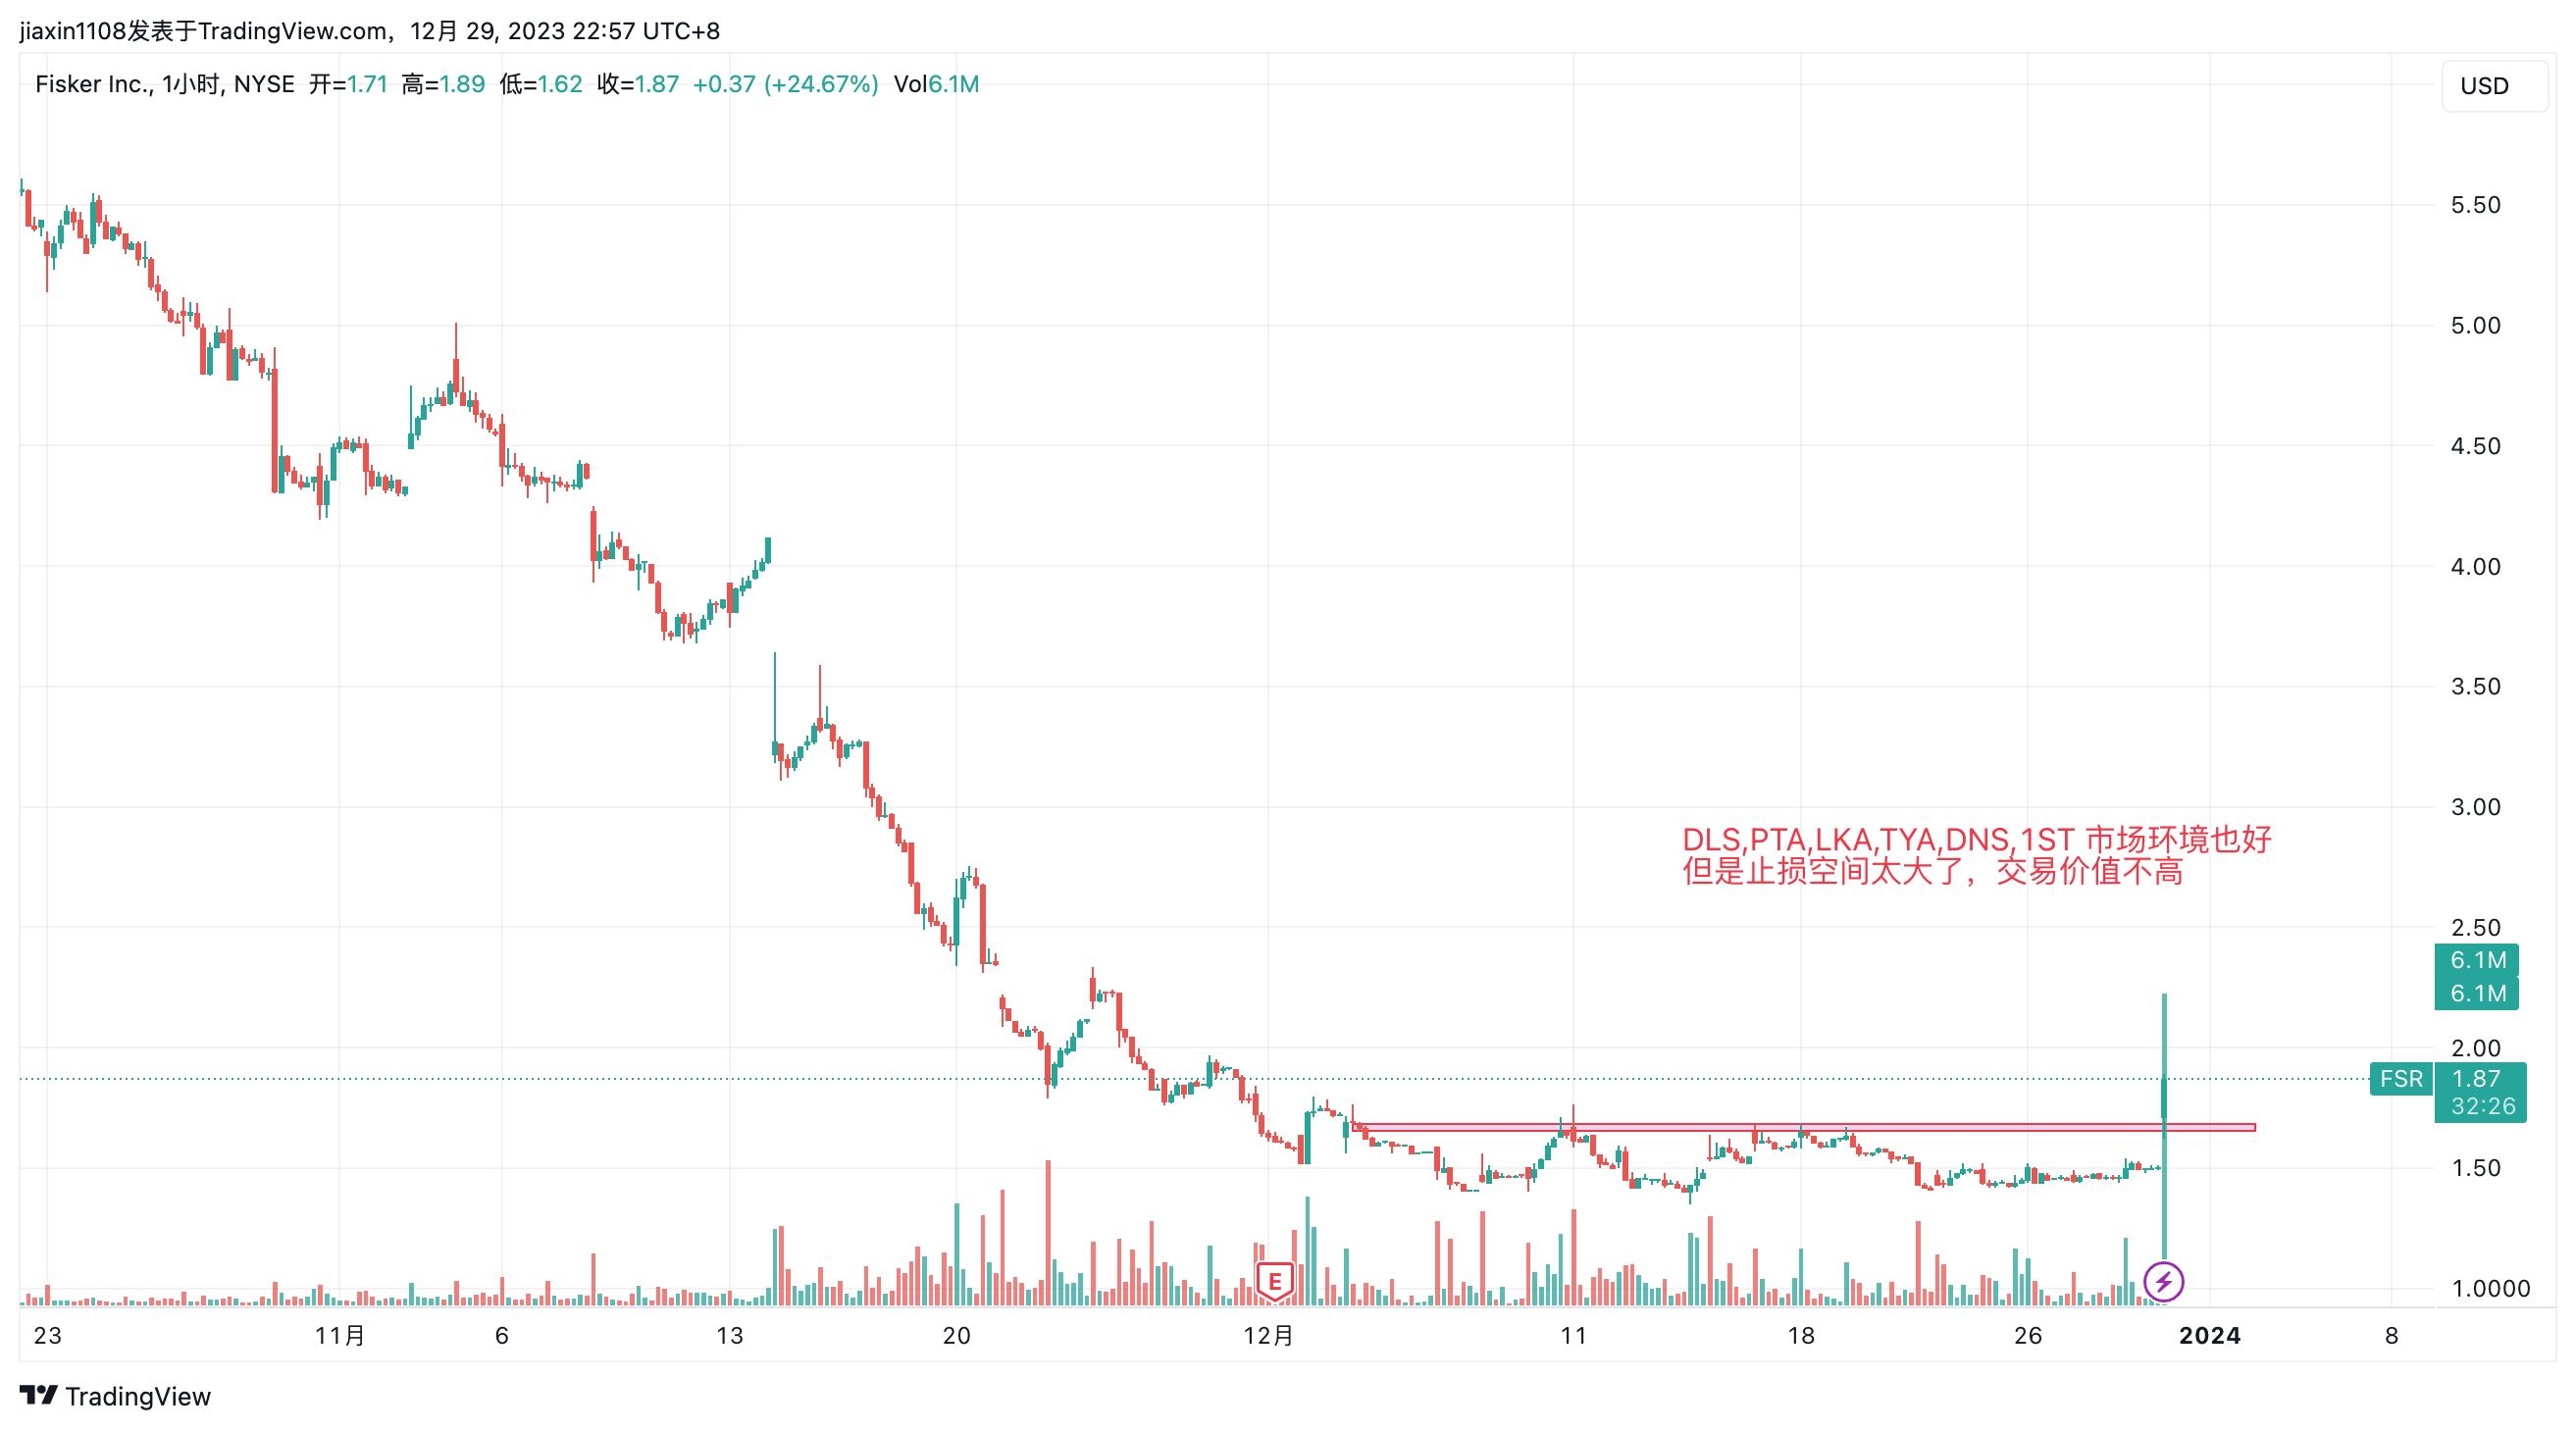 jiaxin1108发表于TradingView.com，12月 29, 2023 22:57 UTC+8
Fisker Inc., 1小时, NYSE 开=1.71 高=1.89 低=1.62 收=1.87 +0.37 (+24.67%) Vol6.1M
USD
5.50
5.00
4.50
4.00
3.50
3.00
DLS,PTA,LKA,TYA,DNS,1ST 市场环境也好
但是止损空间太大了，交易价值不高
2.50
6.1M
6.1M
2.00
FSR 1.87
32:26
1.50
E
1.0000
23 11月 6 13 20 12月 11 18 26 2024 8
TradingView